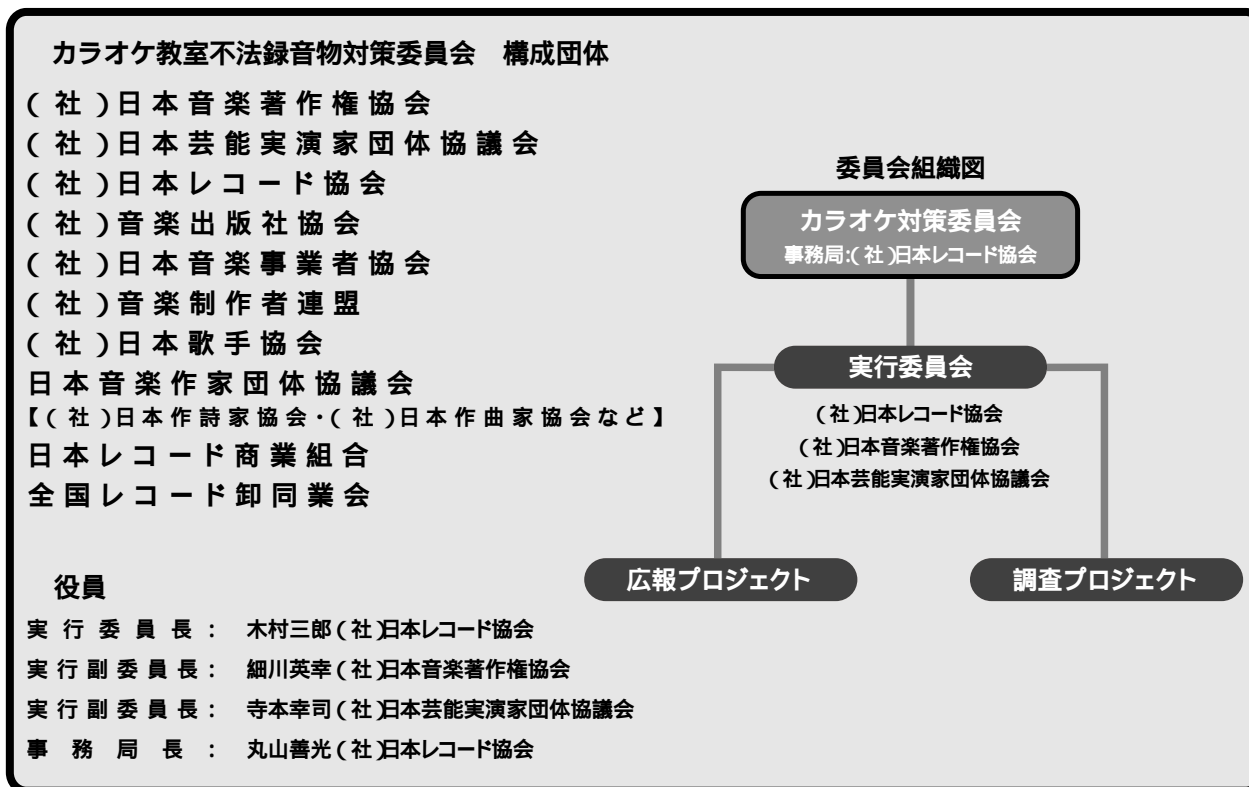 カラオケ教室不法録音物対策委員会　構成団体
(社)日本音楽著作権協会
(社)日本芸能実演家団体協議会
(社)日本レコード協会
(社)音楽出版社協会
(社)日本音楽事業者協会
(社)音楽制作者連盟
(社)日本歌手協会
日本音楽作家団体協議会
【(社)日本作詩家協会・(社)日本作曲家協会など】
日本レコード商業組合
全国レコード卸同業会
役員
実行委員長：　木村三郎(社)日本レコード協会
実行副委員長：　細川英幸(社)日本音楽著作権協会
実行副委員長：　寺本幸司(社)日本芸能実演家団体協議会
事務局長：　丸山善光(社)日本レコード協会
委員会組織図
カラオケ対策委員会
事務局:(社)日本レコード協会
実行委員会
(社)日本レコード協会
(社)日本音楽著作権協会
(社)日本芸能実演家団体協議会
広報プロジェクト
調査プロジェクト